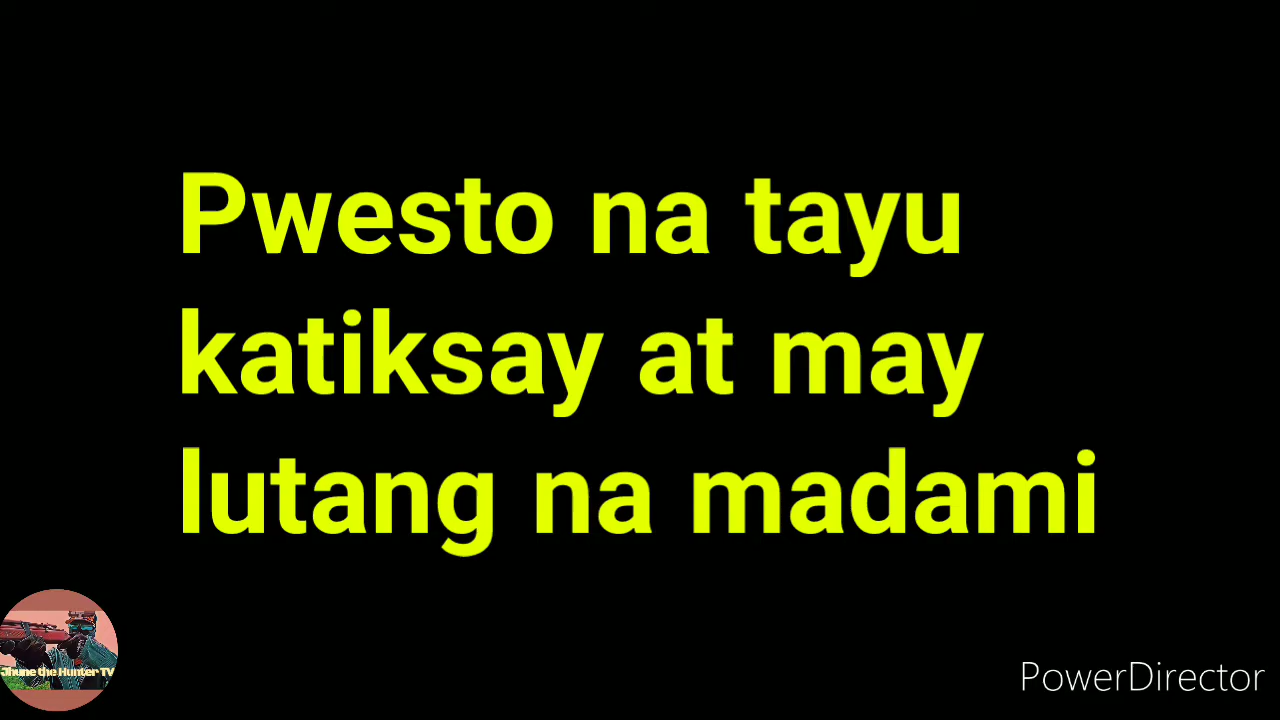 Pwesto na tayu
katiksay at may
lutang na madami
Jhune the Hunter TV
PowerDirector